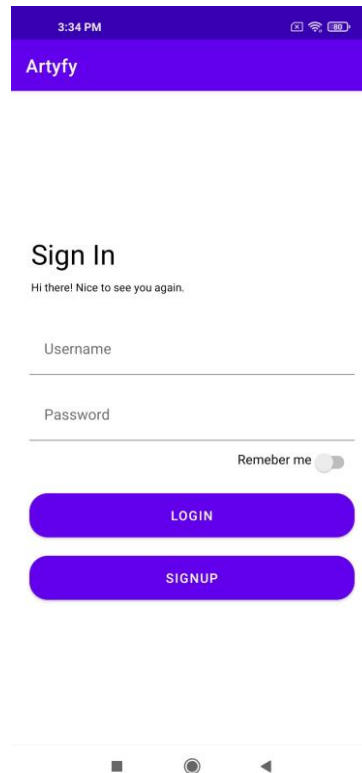 3:34 PM
80
Artyfy
Sign In
Hi there! Nice to see you again.
Username
Password
Remeber me
LOGIN
SIGNUP